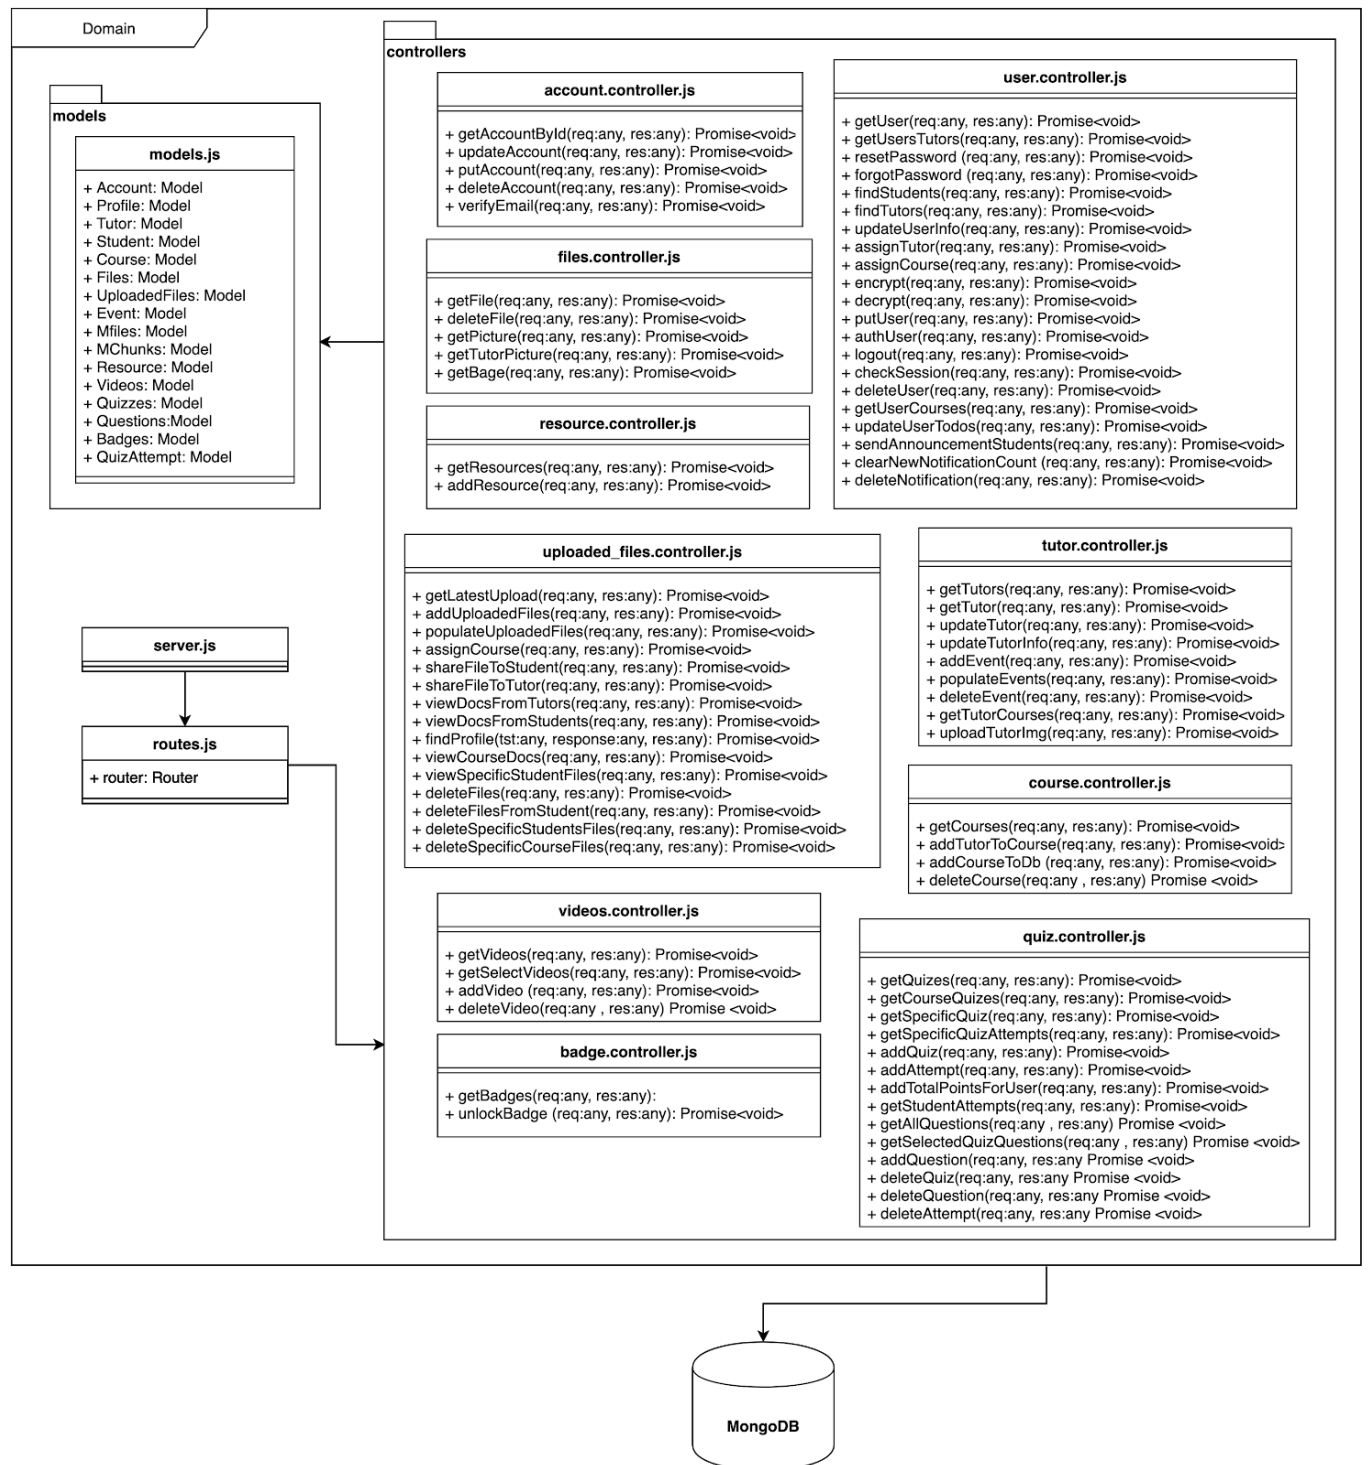 Domain
models
models.js
+ Account: Model
+ Profile: Model
+ Tutor: Model
+ Student: Model
+ Course: Model
+ Files: Model
+ UploadedFiles: Model
+ Event: Model
+ Mfiles: Model
+ MChunks: Model
+ Resource: Model
+ Videos: Model
+ Quizzes: Model
+ Questions:Model
+ Badges: Model
+ QuizAttempt: Model
server.js
routes.js
+ router: Router
controllers
account.controller.js
+ getAccountById(req:any, res:any): Promise<void>
+ updateAccount(req:any, res:any): Promise<void>
+ putAccount(req:any, res:any): Promise<void>
+ deleteAccount(req:any, res:any): Promise<void>
+ verifyEmail(req:any, res:any): Promise<void>
files.controller.js
+ getFile(req:any, res:any): Promise<void>
+ deleteFile(req:any, res:any): Promise<void>
+ getPicture(req:any, res:any): Promise<void>
+ getTutorPicture(req:any, res:any): Promise<void>
+ getBage(req:any, res:any): Promise<void>
resource.controller.js
+ getResources(req:any, res:any): Promise<void>
+ addResource(req:any, res:any): Promise<void>
user.controller.js
+ getUser(req:any, res:any): Promise<void>
+ getUsersTutors(req:any, res:any): Promise<void>
+ resetPassword (req:any, res:any): Promise<void>
+ forgotPassword (req:any, res:any): Promise<void>
+ findStudents(req:any, res:any): Promise<void>
+ findTutors(req:any, res:any): Promise<void>
+ updateUserInfo(req:any, res:any): Promise<void>
+ assignTutor(req:any, res:any): Promise<void>
+ assignCourse(req:any, res:any): Promise<void>
+ encrypt(req:any, res:any): Promise<void>
+ decrypt(req:any, res:any): Promise<void>
+ putUser(req:any, res:any): Promise<void>
+ authUser(req:any, res:any): Promise<void>
+ logout(req:any, res:any): Promise<void>
+ checkSession(req:any, res:any): Promise<void>
+ deleteUser(req:any, res:any): Promise<void>
+ getUserCourses(req:any, res:any): Promise<void>
+ updateUserTodos(req:any, res:any): Promise<void>
+ sendAnnouncementStudents(req:any, res:any): Promise<void>
+ clearNewNotificationCount (req:any, res:any): Promise<void>
+ deleteNotification(req:any, res:any): Promise<void>
uploaded_files.controller.js
+ getLatestUpload(req:any, res:any): Promise<void>
+ addUploadedFiles(req:any, res:any): Promise<void>
+ populateUploadedFiles(req:any, res:any): Promise<void>
+ assignCourse(req:any, res:any): Promise<void>
+ shareFileToStudent(req:any, res:any): Promise<void>
+ shareFileToTutor(req:any, res:any): Promise<void>
+ viewDocsFromTutors(req:any, res:any): Promise<void>
+ viewDocsFromStudents(req:any, res:any): Promise<void>
+ findProfile(tst:any, response:any, res:any): Promise<void>
+ viewCourseDocs(req:any, res:any): Promise<void>
+ viewSpecificStudentFiles(req:any, res:any): Promise<void>
+ deleteFiles(req:any, res:any): Promise<void>
+ deleteFilesFromStudent(req:any, res:any): Promise<void>
+ deleteSpecificStudentsFiles(req:any, res:any): Promise<void>
+ deleteSpecificCourseFiles(req:any, res:any): Promise<void>
tutor.controller.js
+ getTutors(req:any, res:any): Promise<void>
+ getTutor(req:any, res:any): Promise<void>
+ updateTutor(req:any, res:any): Promise<void>
+ updateTutorInfo(req:any, res:any): Promise<void>
+ addEvent(req:any, res:any): Promise<void>
+ populateEvents(req:any, res:any): Promise<void>
+ deleteEvent(req:any, res:any): Promise<void>
+ getTutorCourses(req:any, res:any): Promise<void>
+ uploadTutorImg(req:any, res:any): Promise<void>
course.controller.js
+ getCourses(req:any, res:any): Promise<void>
+ addTutorToCourse(req:any, res:any): Promise<void>
+ addCourseToDb (req:any, res:any): Promise<void>
+ deleteCourse(req:any , res:any) Promise <void>
videos.controller.js
+ getVideos(req:any, res:any): Promise<void>
+ getSelectVideos(req:any, res:any): Promise<void>
+ addVideo (req:any, res:any): Promise<void>
+ deleteVideo(req:any , res:any) Promise <void>
badge.controller.js
+ getBadges(req:any, res:any):
+ unlockBadge (req:any, res:any): Promise<void>
quiz.controller.js
+ getQuizes(req:any, res:any): Promise<void>
+ getCourseQuizes(req:any, res:any): Promise<void>
+ getSpecificQuiz(req:any, res:any): Promise<void>
+ getSpecificQuizAttempts(req:any, res:any): Promise<void>
+ addQuiz(req:any, res:any): Promise<void>
+ addAttempt(req:any, res:any): Promise<void>
+ addTotalPointsForUser(req:any, res:any): Promise<void>
+ getStudentAttempts(req:any, res:any): Promise<void>
+ getAllQuestions(req:any , res:any) Promise <void>
+ getSelectedQuizQuestions(req:any , res:any) Promise <void>
+ addQuestion(req:any, res:any Promise <void>
+ deleteQuiz(req:any, res:any Promise <void>
+ deleteQuestion(req:any, res:any Promise <void>
+ deleteAttempt(req:any, res:any Promise <void>
MongoDB